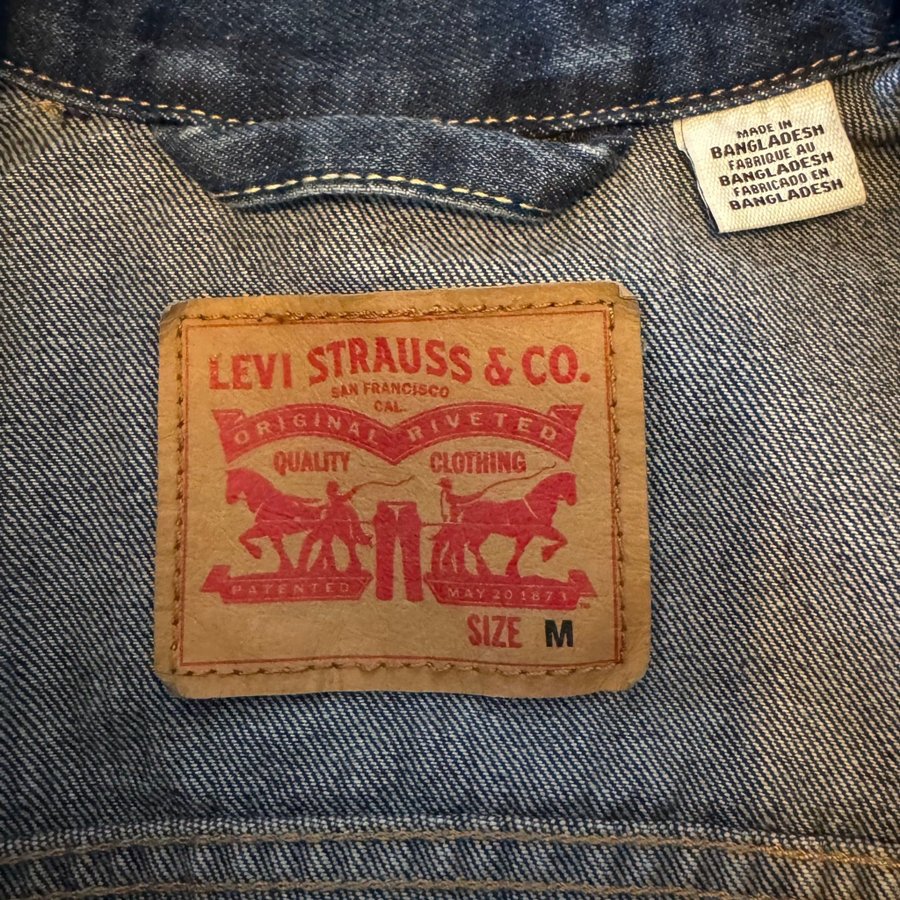 MADE IN
BANGLADESH
FABRIQUE AU
BANGLADESH
FABRICADO EN
BANGLADESH
LEVI STRAUSS & CO.
SAN FRANCISCO
CAL.
ORIGINAL RIVETED
QUALITY CLOTHING
PATENTED MAY 20 1873
SIZE M